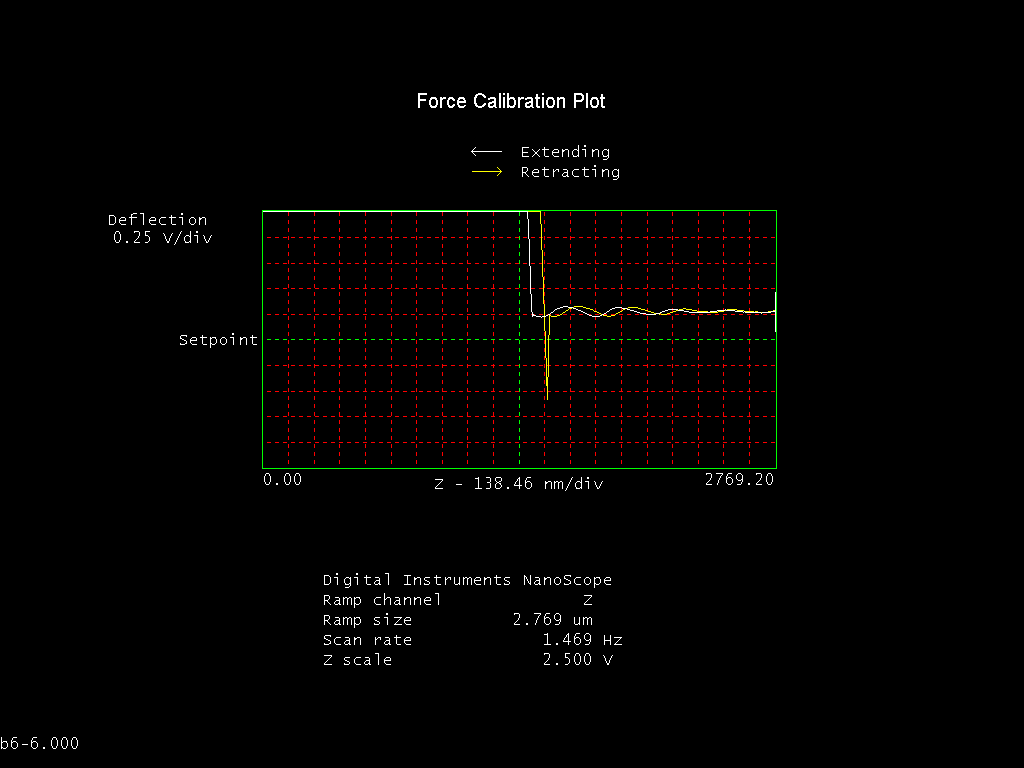 Force Calibration Plot
Extending
Retracting
Deflection
0.25 V/div
Setpoint
0.00
Z - 138.46 nm/div
2769.20
Digital Instruments NanoScope
Ramp channel Z
Ramp size 2.769 um
Scan rate 1.469 Hz
Z scale 2.500 V
b6-6.000